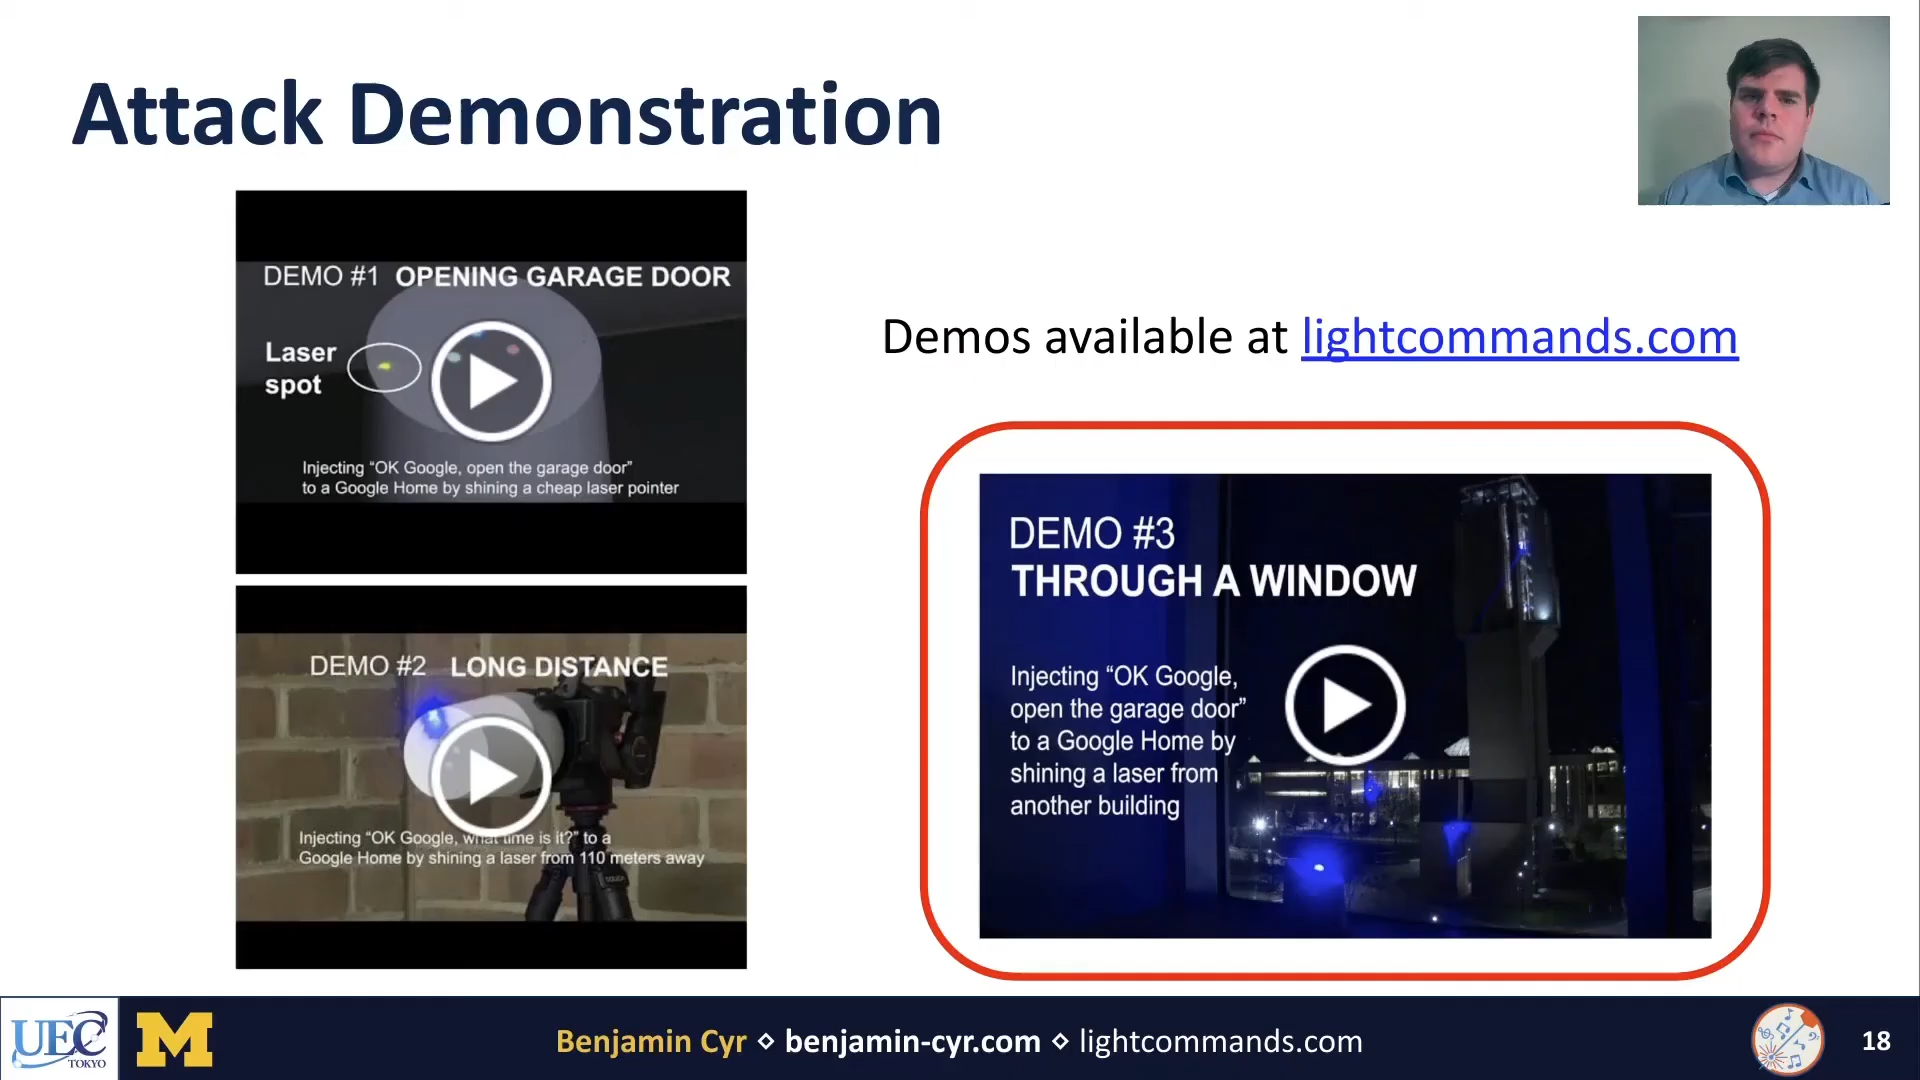 Attack Demonstration
DEMO #1 OPENING GARAGE DOOR
Laser
spot
Injecting “OK Google, open the garage door”
to a Google Home by shining a cheap laser pointer
DEMO #2 LONG DISTANCE
Injecting “OK Google, what time is it?” to a
Google Home by shining a laser from 110 meters away
Demos available at lightcommands.com
DEMO #3
THROUGH A WINDOW
Injecting “OK Google,
open the garage door”
to a Google Home by
shining a laser from
another building
UEC
TOKYO
M
Benjamin Cyr ⋄ benjamin-cyr.com ⋄ lightcommands.com
18